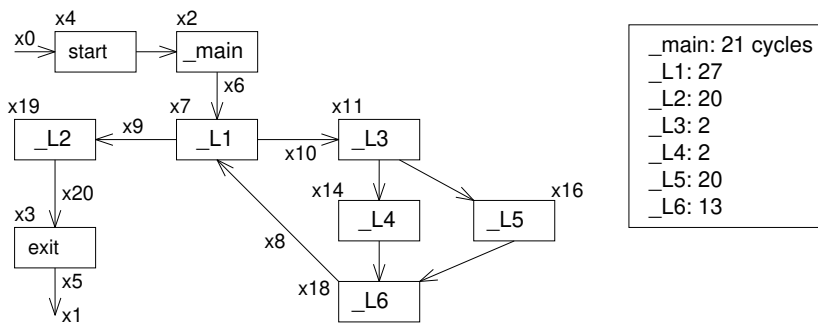 x4
x2
x0
start
_main
x6
x19
x7
x11
_L2
x9
_L1
x10
_L3
x20
x14
x16
x3
_L4
_L5
exit
x8
x5
x18
_L6
x1
_main: 21 cycles
_L1: 27
_L2: 20
_L3: 2
_L4: 2
_L5: 20
_L6: 13